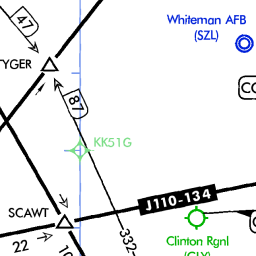 47
Whiteman AFB
(SZL)
TYGER
87
KK51G
J110-134
SCAWT
22
332
Clinton Rgnl